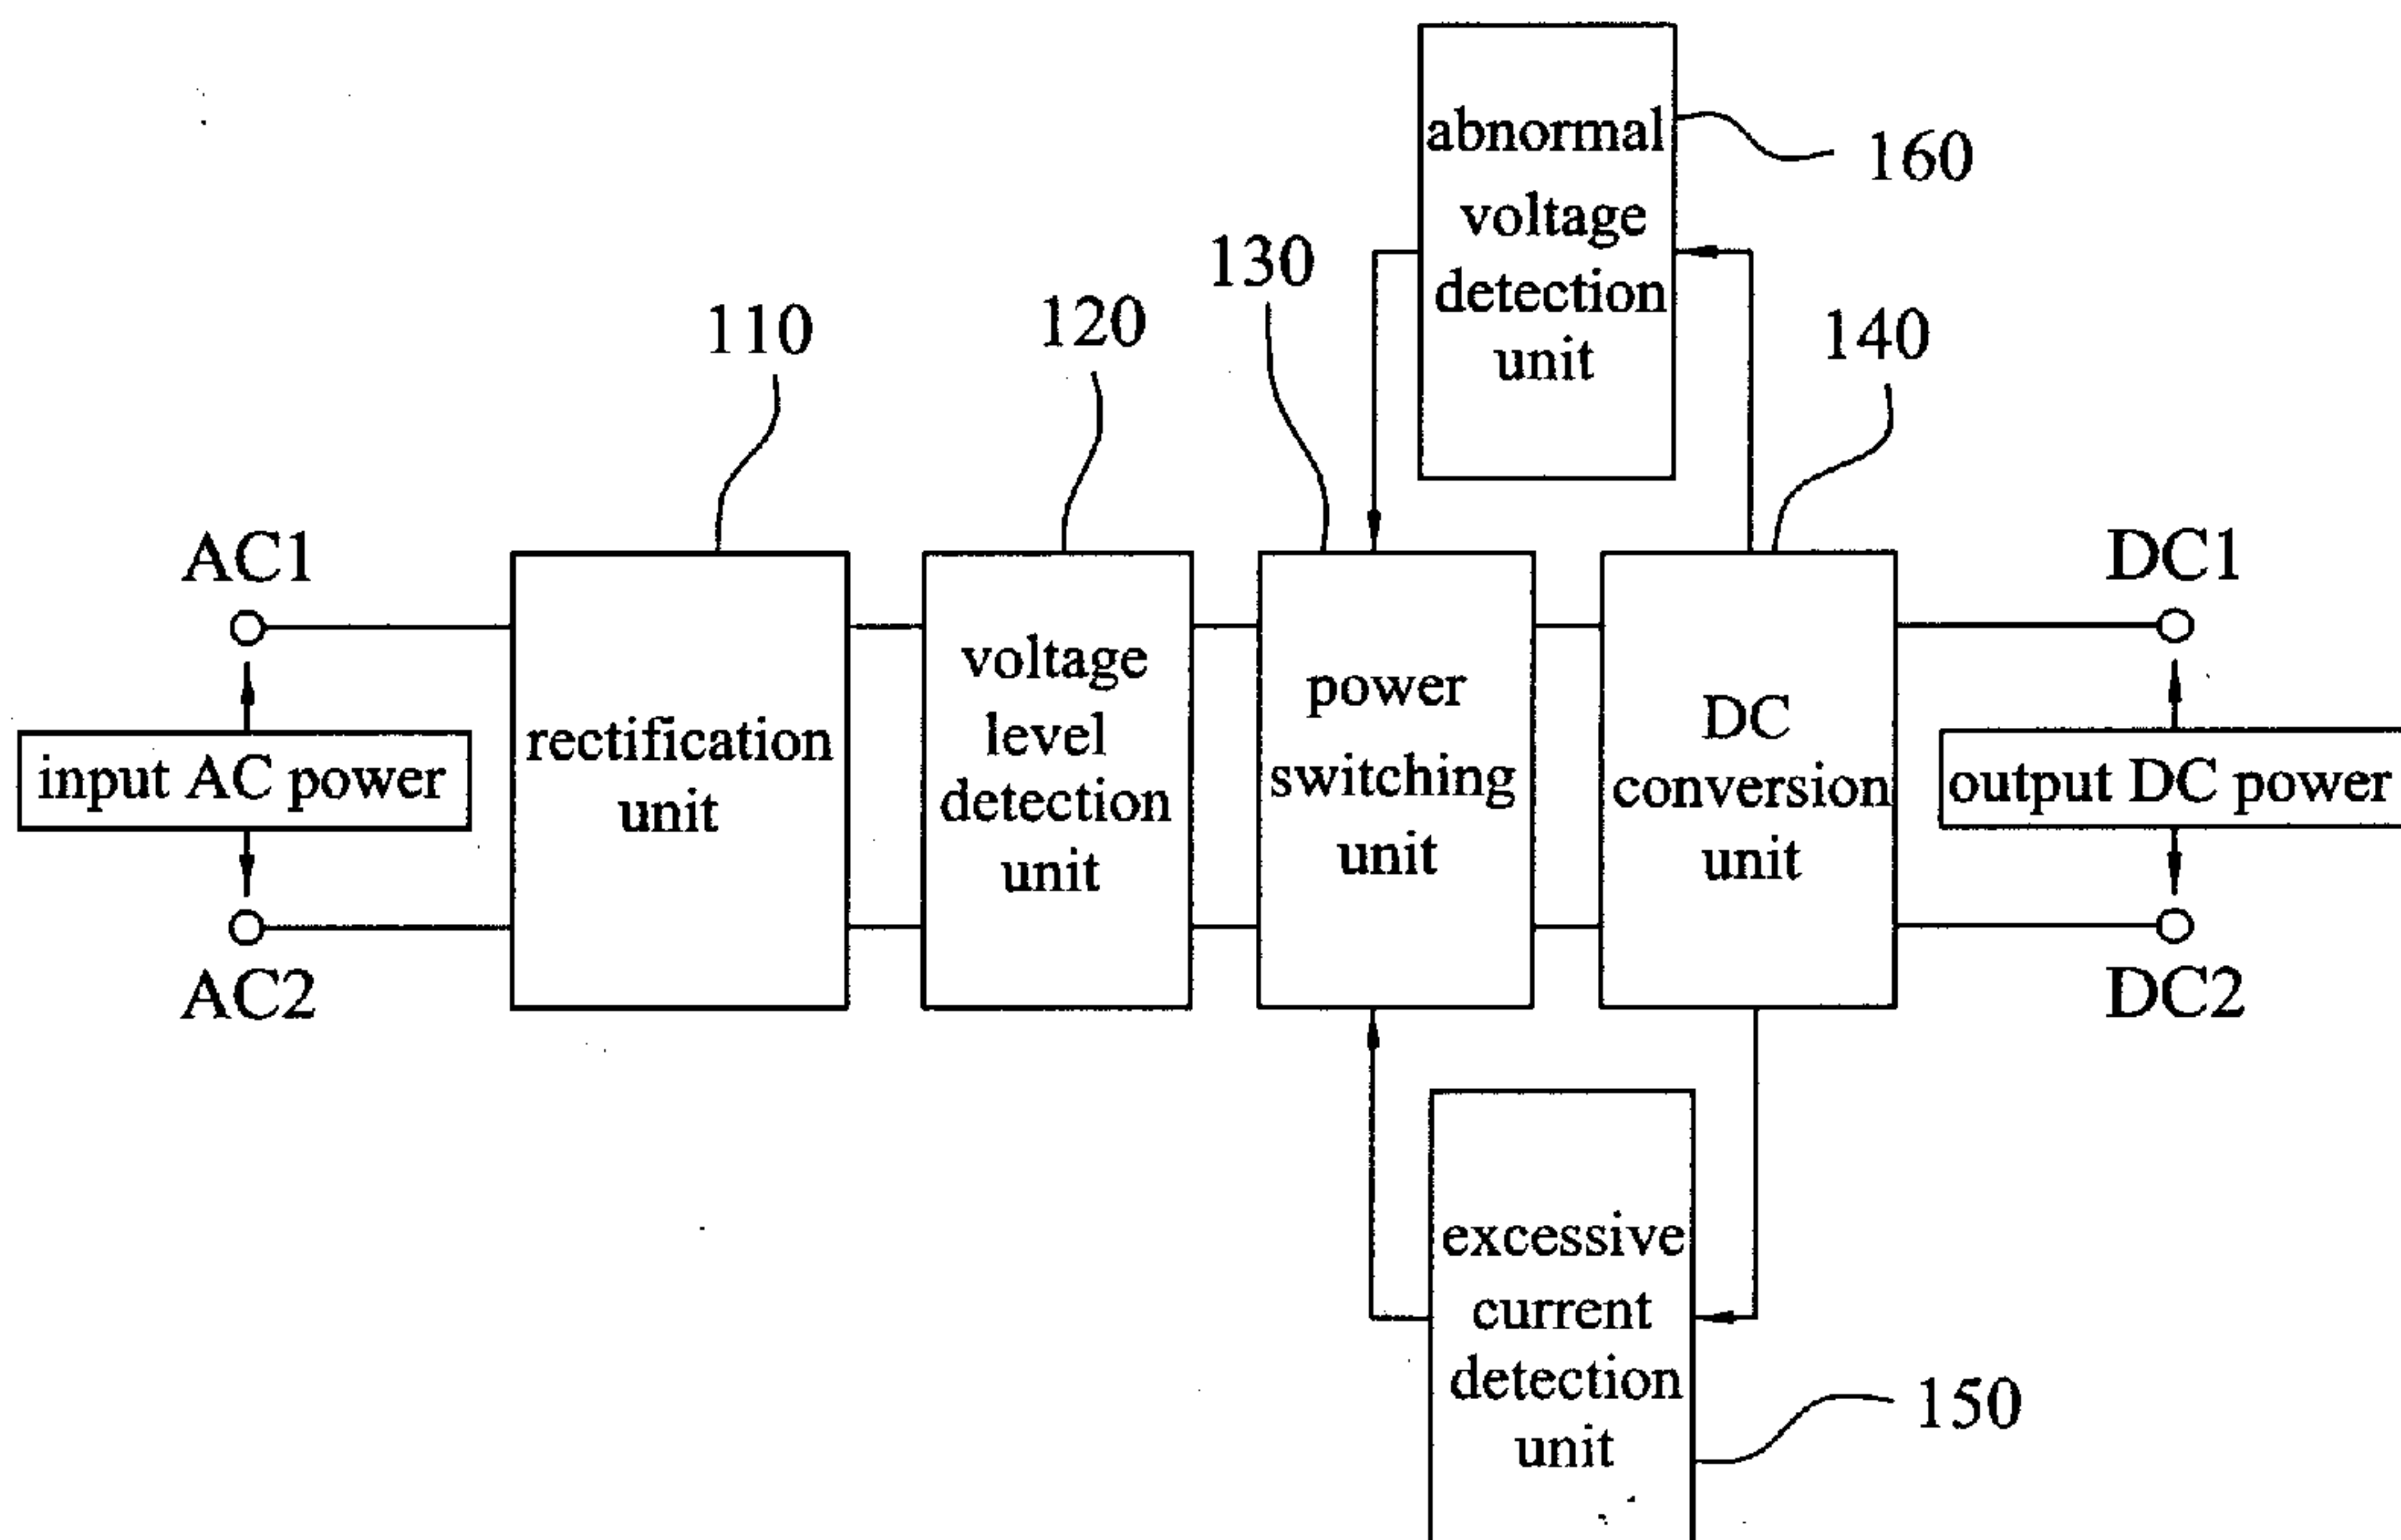 abnormal
voltage
detection
unit
160
130
110
120
140
AC1
DC1
input AC power
rectification
unit
voltage
level
detection
unit
power
switching
unit
DC
conversion
unit
output DC power
AC2
DC2
excessive
current
detection
unit
150